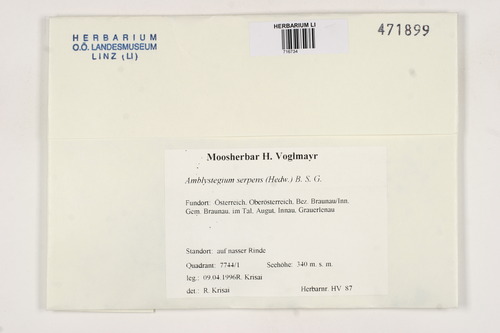 HERBARIUM
O.Ö. LANDESMUSEUM
LINZ (LI)
HERBARIUM LI
716734
471899
Moosherbar H. Voglmayr
Amblystegium serpens (Hedw.) B. S. G.
Fundort: Österreich, Oberösterreich, Bez. Braunau/Inn.
Gem. Braunau. im Tal, Augut, Innau, Grauerlenau
Standort: auf nasser Rinde
Quadrant: 7744/1 Seehöhe: 340 m. s. m.
leg.: 09.04.1996R. Krisai
det.: R. Krisai Herbarnr. HV 87